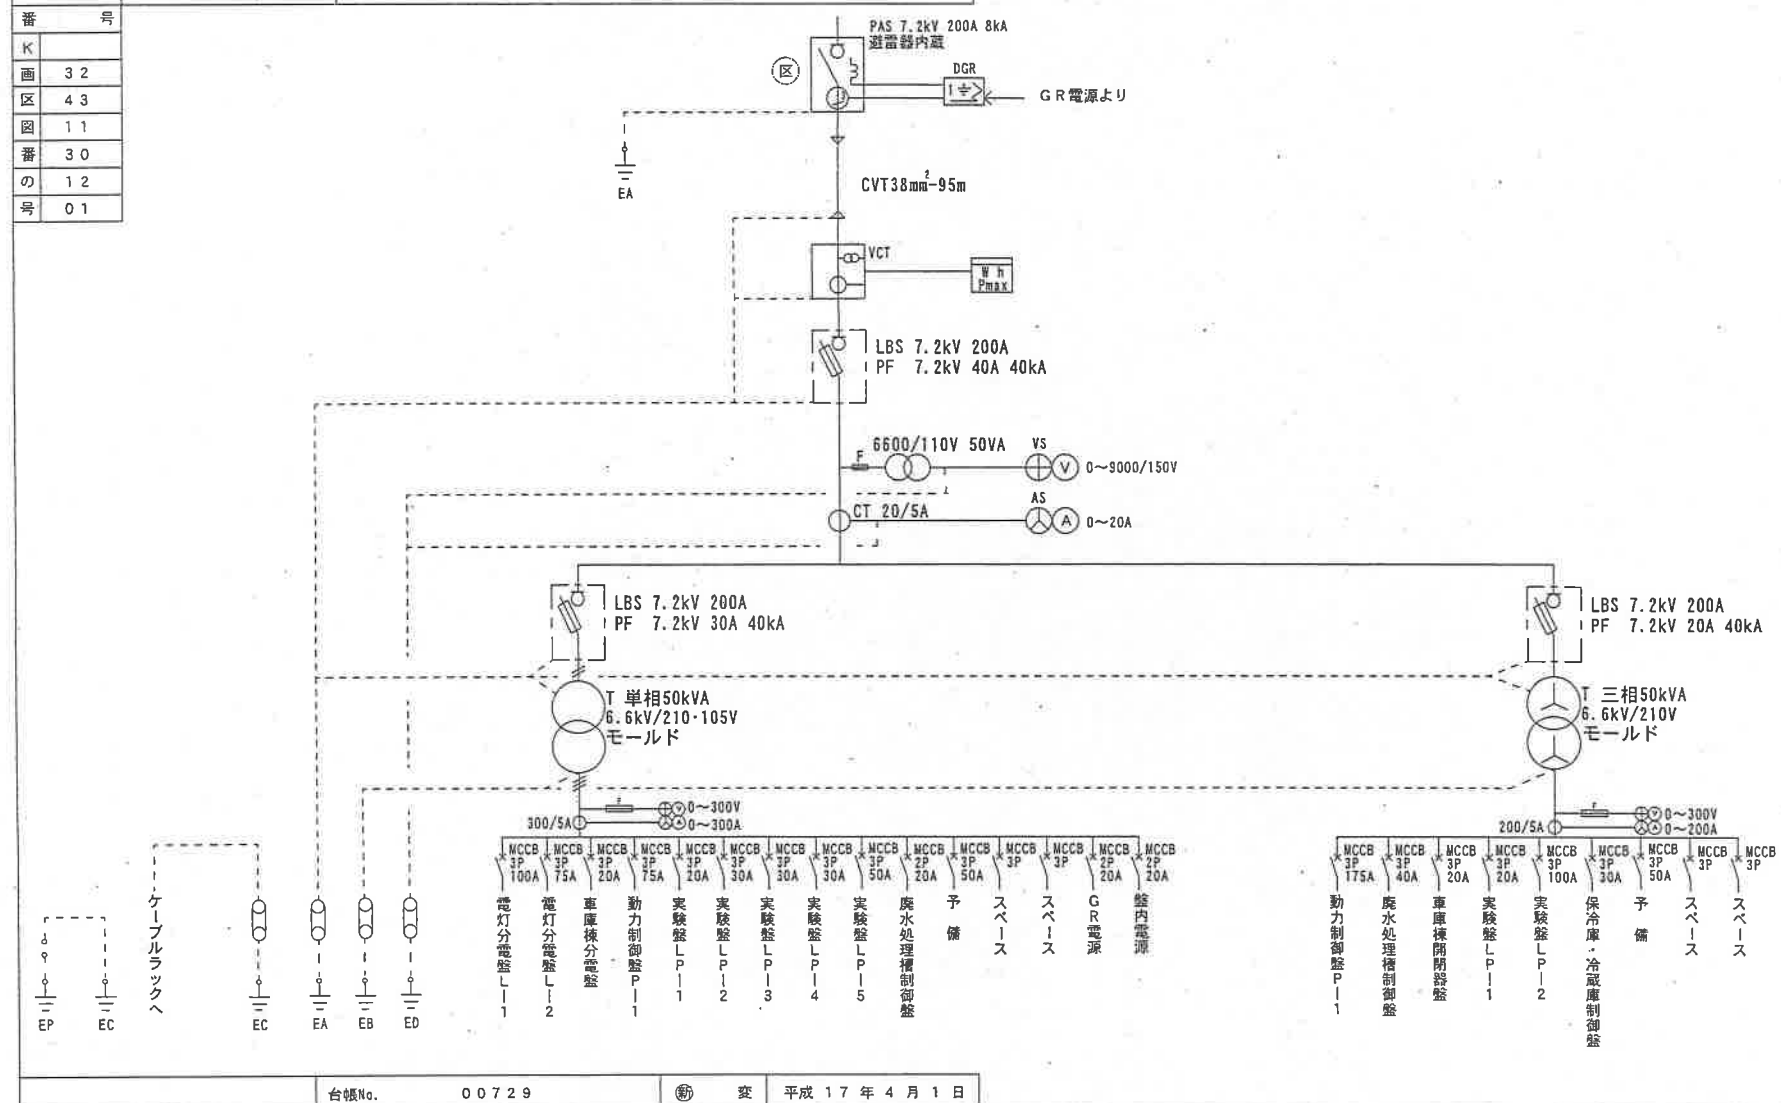 番 号
K
画 32
区 43
図 11
番 30
の 12
号 01
PAS 7.2kV 200A 8kA
避雷器内蔵
区
DGR
I
GR電源より
EA
CVT38mm²-95m
VCT
Wh
Pmax
LBS 7.2kV 200A
PF 7.2kV 40A 40kA
6600/110V 50VA
F
VS
V
0～9000/150V
CT 20/5A
AS
A
0～20A
LBS 7.2kV 200A
PF 7.2kV 30A 40kA
LBS 7.2kV 200A
PF 7.2kV 20A 40kA
T 単相50kVA
6.6kV/210・105V
モールド
T 三相50kVA
6.6kV/210V
モールド
F
V
0～300V
300/5A
A
0～300A
F
V
0～300V
200/5A
A
0～200A
MCCB 3P 100A
電灯分電盤L-1
MCCB 3P 75A
電灯分電盤L-2
MCCB 3P 20A
車庫棟分電盤
MCCB 3P 75A
動力制御盤P-1
MCCB 3P 20A
実験盤LP-1
MCCB 3P 30A
実験盤LP-2
MCCB 3P 30A
実験盤LP-3
MCCB 3P 30A
実験盤LP-4
MCCB 3P 50A
実験盤LP-5
MCCB 2P 20A
廃水処理槽制御盤
MCCB 3P 50A
予備
MCCB 3P
スペース
MCCB 3P
スペース
MCCB 2P 20A
GR電源
MCCB 2P 20A
盤内電源
MCCB 3P 175A
動力制御盤P-1
MCCB 3P 40A
廃水処理槽制御盤
MCCB 3P 20A
車庫棟開閉器盤
MCCB 3P 20A
実験盤LP-1
MCCB 3P 100A
実験盤LP-2
MCCB 3P 30A
保冷庫・冷蔵庫制御盤
MCCB 3P 50A
予備
MCCB 3P
スペース
MCCB 3P
スペース
ケーブルラックへ
EP
EC
EC
EA
EB
ED
台帳No. 00729
新 変
平成 17年 4月 1日